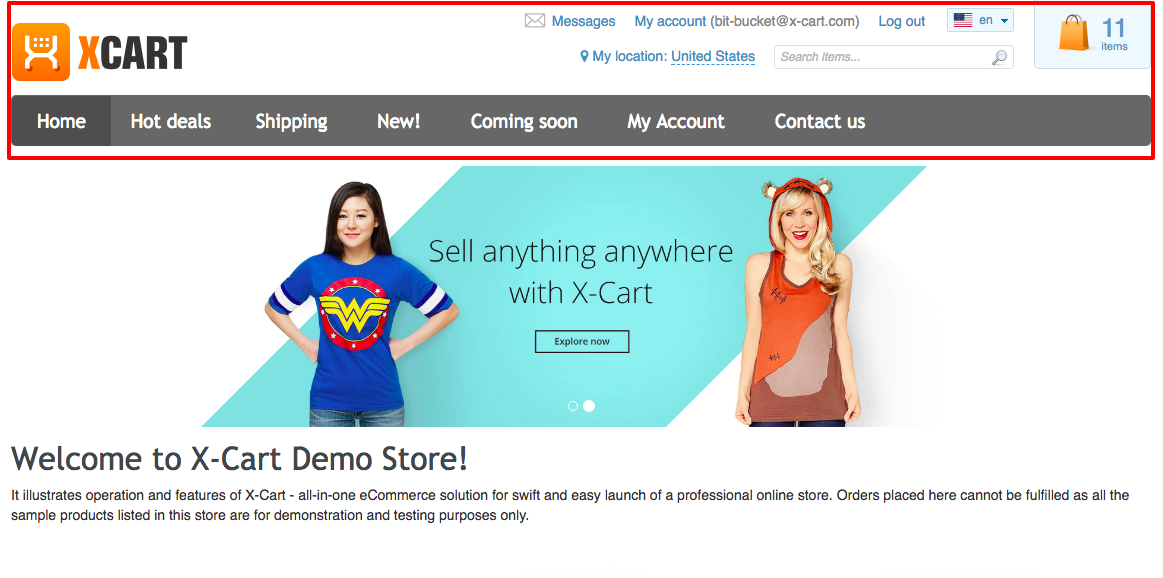 Messages My account (bit-bucket@x-cart.com) Log out en
11
items
XCART
My location: United States Search items...
Home Hot deals Shipping New! Coming soon My Account Contact us
Sell anything anywhere
with X-Cart
Explore now
Welcome to X-Cart Demo Store!
It illustrates operation and features of X-Cart - all-in-one eCommerce solution for swift and easy launch of a professional online store. Orders placed here cannot be fulfilled as all the
sample products listed in this store are for demonstration and testing purposes only.